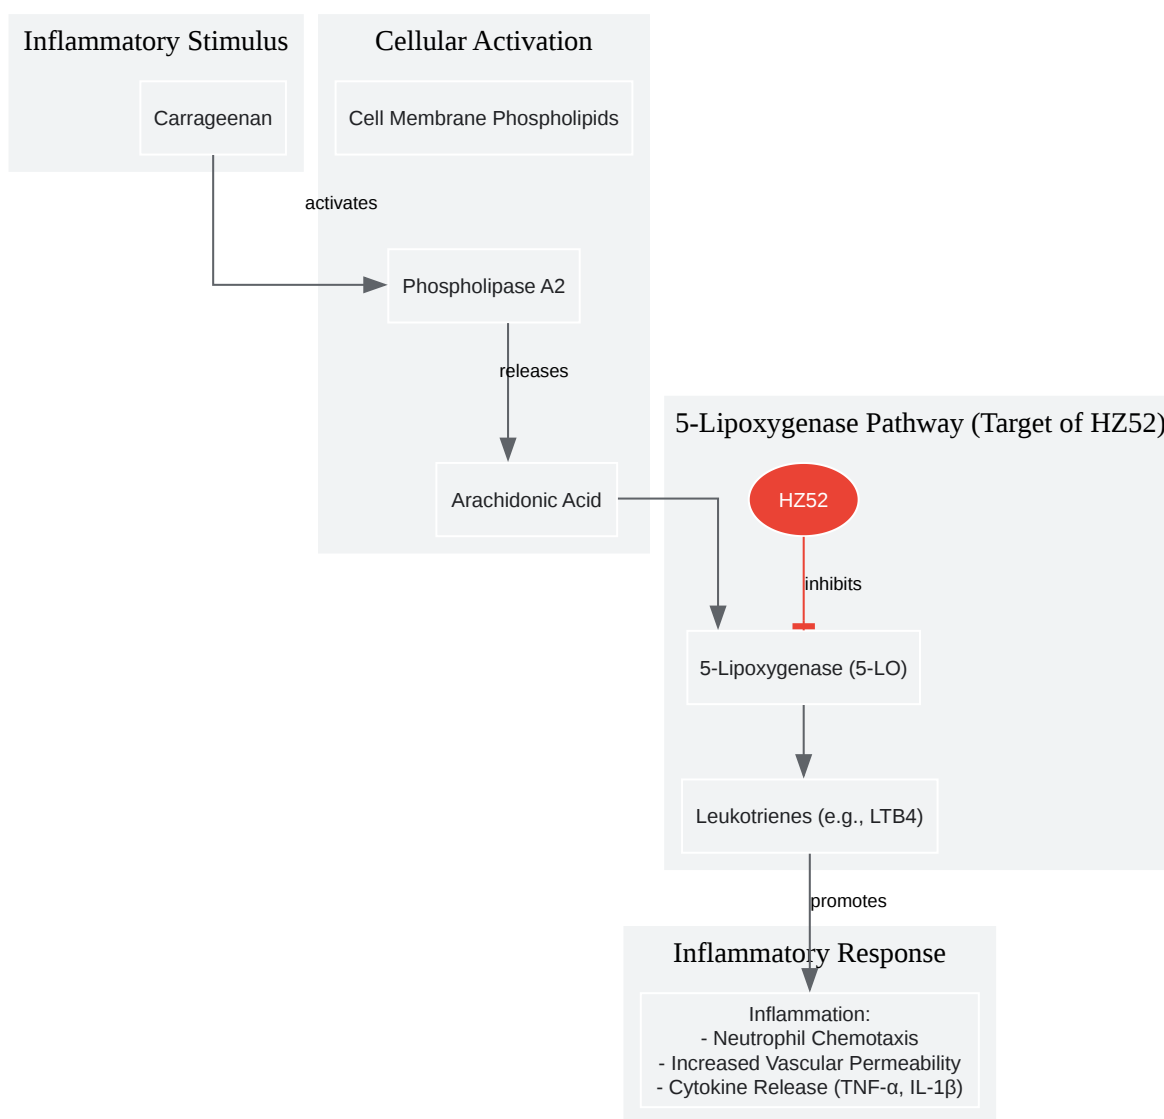 Inflammatory Stimulus
Cellular Activation
Carrageenan
Cell Membrane Phospholipids
activates
Phospholipase A2
releases
5-Lipoxygenase Pathway (Target of HZ52)
Arachidonic Acid
HZ52
inhibits
5-Lipoxygenase (5-LO)
Leukotrienes (e.g., LTB4)
promotes
Inflammatory Response
Inflammation:
- Neutrophil Chemotaxis
- Increased Vascular Permeability
- Cytokine Release (TNF-α, IL-1β)